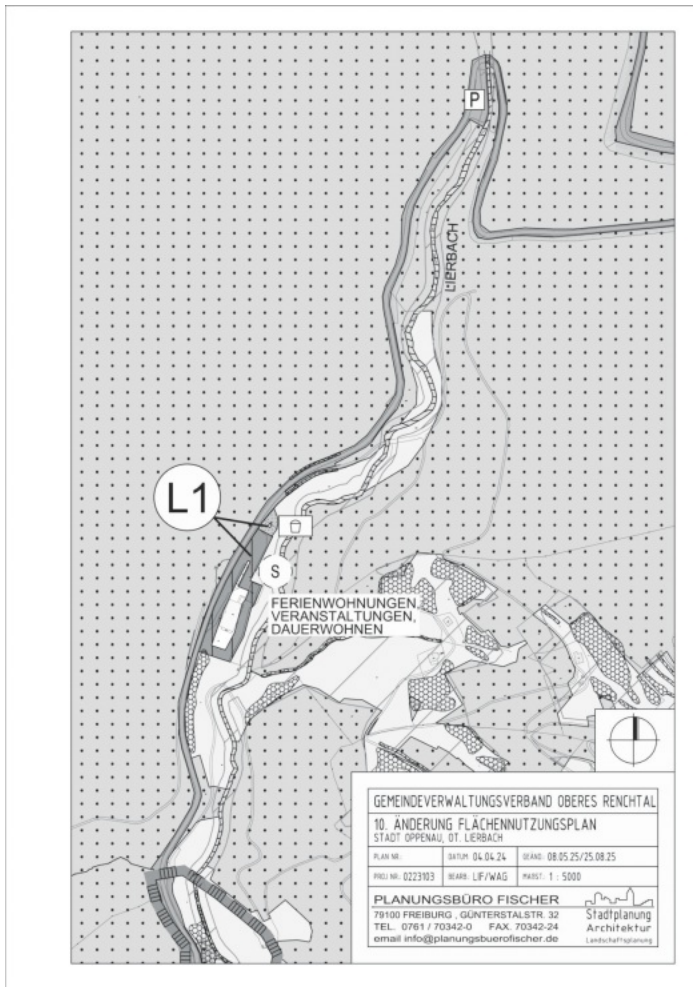 P
LIERBACH
L1
S
FERIENWOHNUNGEN,
VERANSTALTUNGEN,
DAUERWOHNEN
GEMEINDEVERWALTUNGSVERBAND OBERES RENCHTAL
10. ÄNDERUNG FLÄCHENNUTZUNGSPLAN
STADT OPPENAU, OT. LIERBACH
PLAN NR.: DATUM: 04.04.24 GEÄND.: 08.05.25/25.08.25
PROJ NR.: 0223103 BEARB.: LIF/WAG MAßST.: 1 : 5000
PLANUNGSBÜRO FISCHER
79100 FREIBURG , GÜNTERSTALSTR. 32
TEL. 0761 / 70342-0 FAX. 70342-24
email info@planungsbuerofischer.de
Stadtplanung
Architektur
Landschaftsplanung